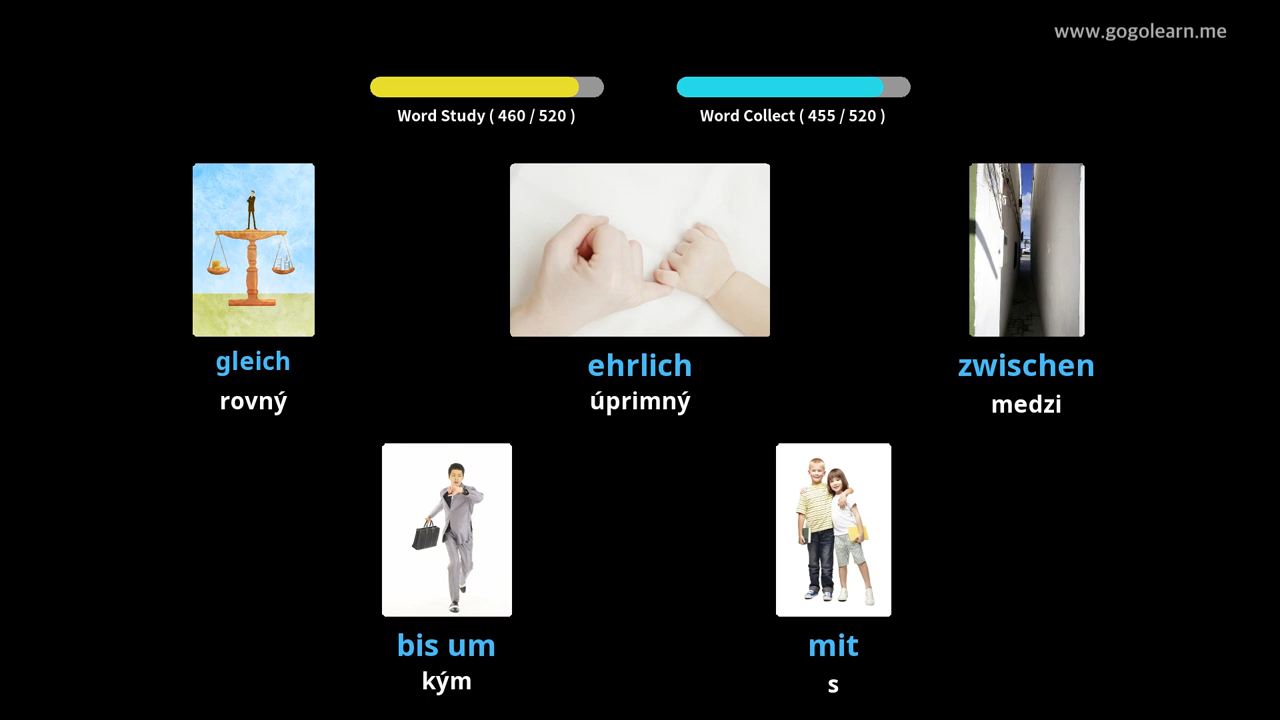 www.gogolearn.me
Word Study ( 460 / 520 )
Word Collect ( 455 / 520 )
gleich
rovný
ehrlich
úprimný
zwischen
medzi
bis um
kým
mit
s